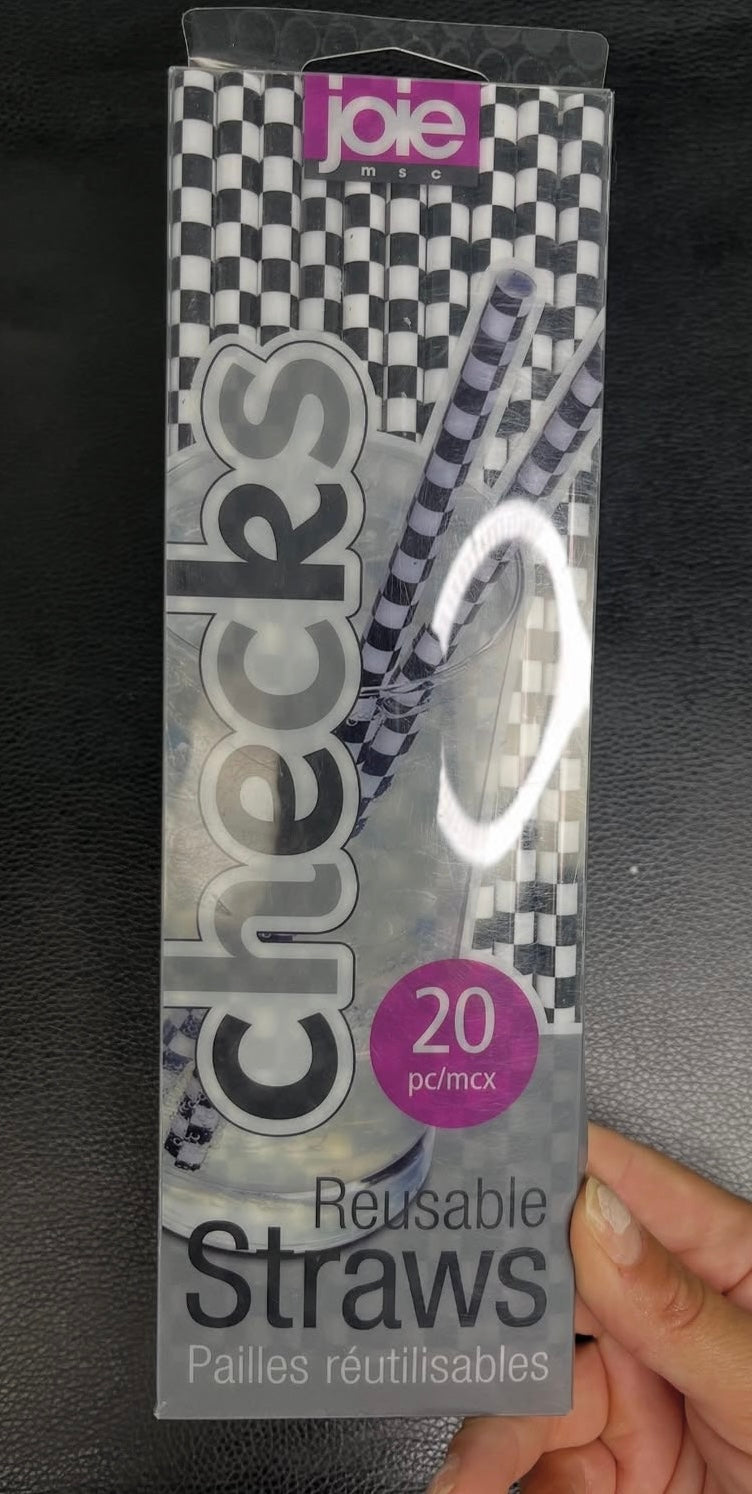 joie
msc
checks
20
pc/mcx
Reusable
Straws
Pailles réutilisables